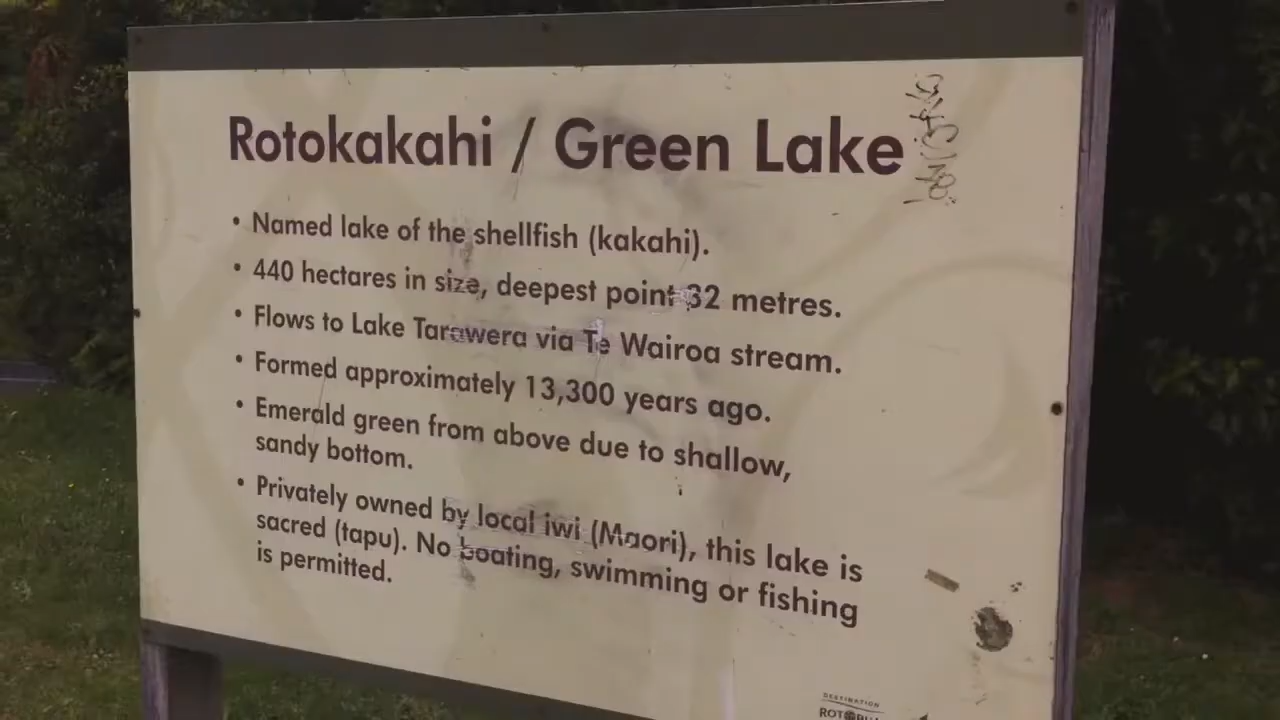 Rotokakahi / Green Lake
• Named lake of the shellfish (kakahi).
• 440 hectares in size, deepest point 32 metres.
• Flows to Lake Tarawera via Te Wairoa stream.
• Formed approximately 13,300 years ago.
• Emerald green from above due to shallow,
sandy bottom.
• Privately owned by local iwi (Maori), this lake is
sacred (tapu). No boating, swimming or fishing
is permitted.
DESTINATION